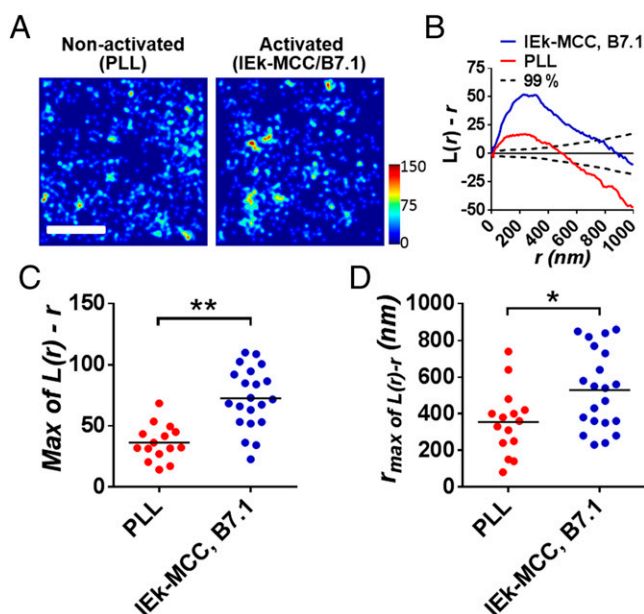 A
Non-activated
(PLL)
Activated
(IEk-MCC/B7.1)
150
75
0
B
IEk-MCC, B7.1
PLL
99 %
L(r) - r
75
50
25
0
-25
-50
0
200
400
600
800
1000
r (nm)
C
**
Max of L(r) - r
150
100
50
0
PLL
IEk-MCC, B7.1
D
*
r max of L(r)-r (nm)
1000
800
600
400
200
0
PLL
IEk-MCC, B7.1